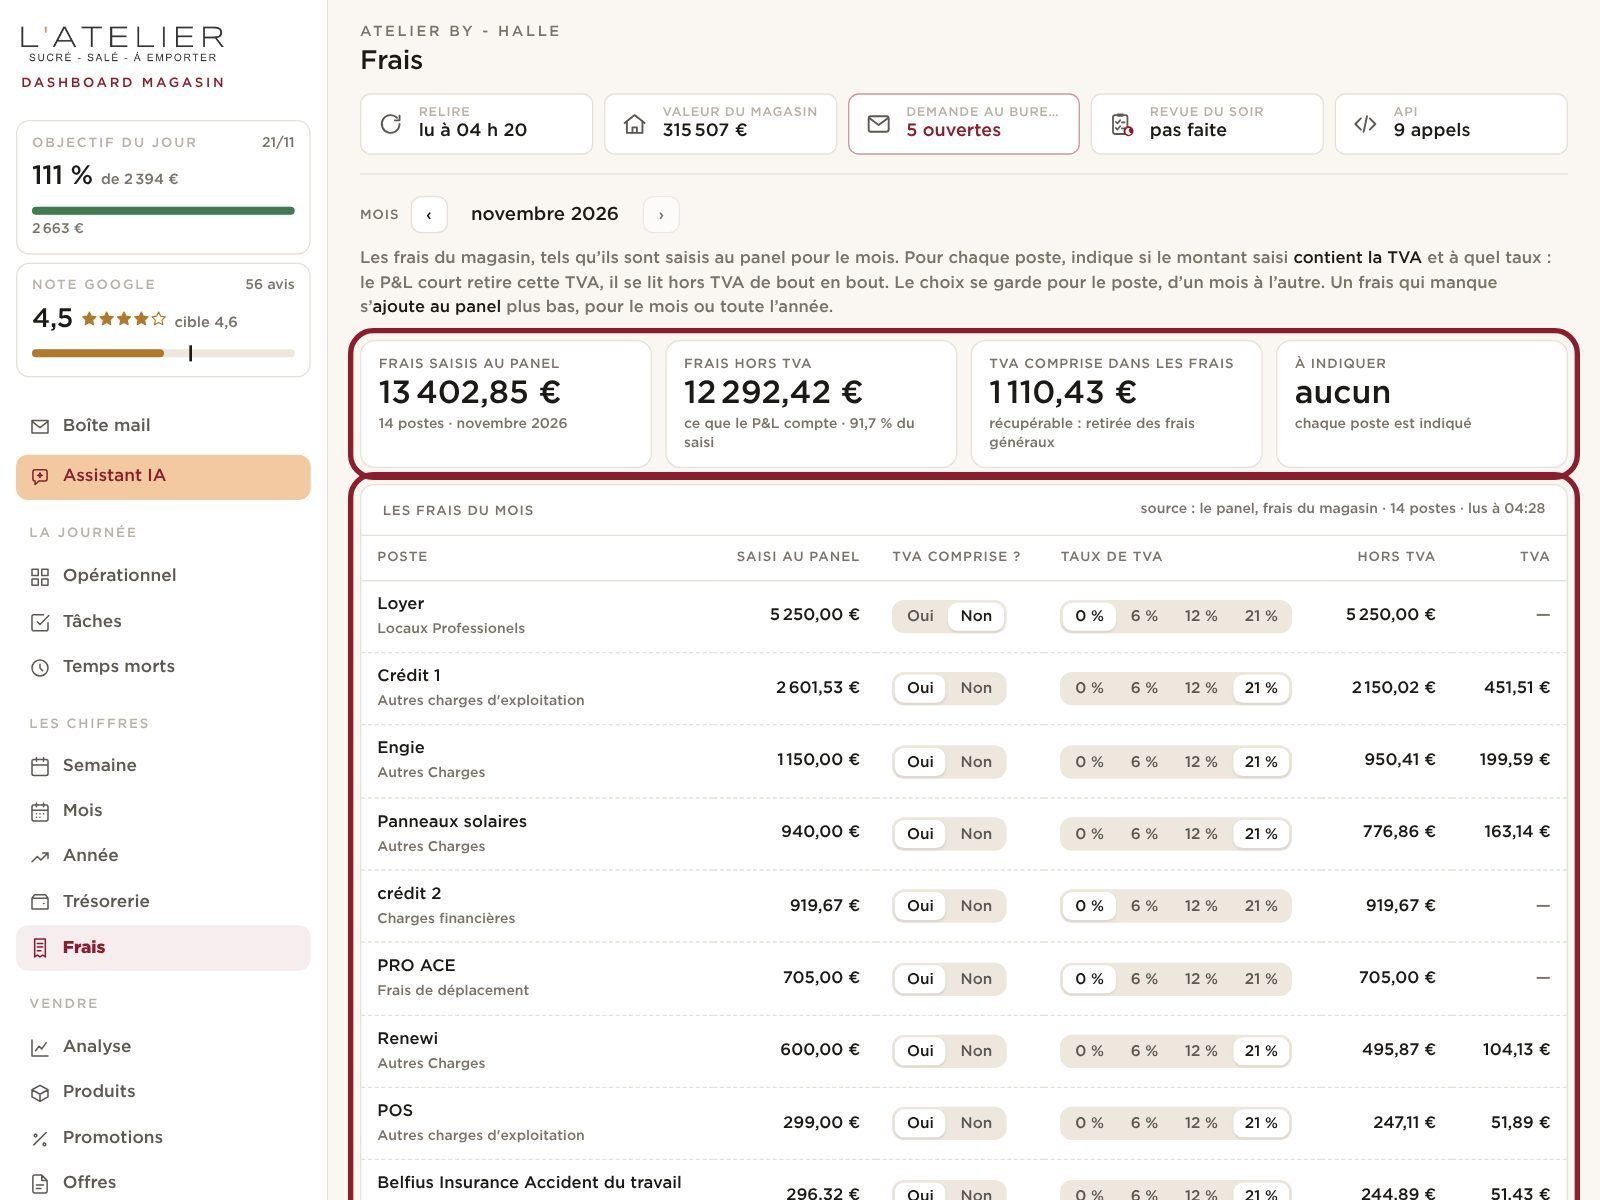 L'ATELIER
SUCRÉ - SALÉ - À EMPORTER
DASHBOARD MAGASIN
OBJECTIF DU JOUR 21/11
111 % de 2 394 €
2 663 €
NOTE GOOGLE 56 avis
4,5 cible 4,6
Boîte mail
Assistant IA
LA JOURNÉE
Opérationnel
Tâches
Temps morts
LES CHIFFRES
Semaine
Mois
Année
Trésorerie
Frais
VENDRE
Analyse
Produits
Promotions
Offres
ATELIER BY - HALLE
Frais
RELIRE
lu à 04 h 20
VALEUR DU MAGASIN
315 507 €
DEMANDE AU BURE…
5 ouvertes
REVUE DU SOIR
pas faite
API
9 appels
MOIS ‹ novembre 2026 ›
Les frais du magasin, tels qu’ils sont saisis au panel pour le mois. Pour chaque poste, indique si le montant saisi contient la TVA et à quel taux :
le P&L court retire cette TVA, il se lit hors TVA de bout en bout. Le choix se garde pour le poste, d’un mois à l’autre. Un frais qui manque
s’ajoute au panel plus bas, pour le mois ou toute l’année.
FRAIS SAISIS AU PANEL
13 402,85 €
14 postes · novembre 2026
FRAIS HORS TVA
12 292,42 €
ce que le P&L compte · 91,7 % du
saisi
TVA COMPRISE DANS LES FRAIS
1 110,43 €
récupérable : retirée des frais
généraux
À INDIQUER
aucun
chaque poste est indiqué
LES FRAIS DU MOIS source : le panel, frais du magasin · 14 postes · lus à 04:28
POSTE SAISI AU PANEL TVA COMPRISE ? TAUX DE TVA HORS TVA TVA
Loyer
Locaux Professionels
5 250,00 € Oui Non 0 % 6 % 12 % 21 % 5 250,00 € —
Crédit 1
Autres charges d'exploitation
2 601,53 € Oui Non 0 % 6 % 12 % 21 % 2 150,02 € 451,51 €
Engie
Autres Charges
1 150,00 € Oui Non 0 % 6 % 12 % 21 % 950,41 € 199,59 €
Panneaux solaires
Autres Charges
940,00 € Oui Non 0 % 6 % 12 % 21 % 776,86 € 163,14 €
crédit 2
Charges financières
919,67 € Oui Non 0 % 6 % 12 % 21 % 919,67 € —
PRO ACE
Frais de déplacement
705,00 € Oui Non 0 % 6 % 12 % 21 % 705,00 € —
Renewi
Autres Charges
600,00 € Oui Non 0 % 6 % 12 % 21 % 495,87 € 104,13 €
POS
Autres charges d'exploitation
299,00 € Oui Non 0 % 6 % 12 % 21 % 247,11 € 51,89 €
Belfius Insurance Accident du travail
296,32 € Oui Non 0 % 6 % 12 % 21 % 244,89 € 51,43 €